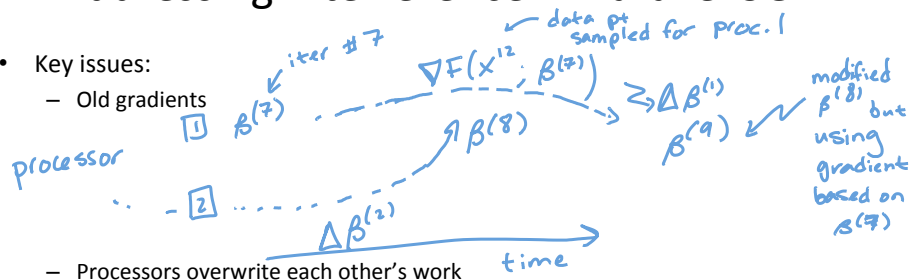 • Key issues:
– Old gradients
iter #7
data pt
sampled for proc. 1
∇F(x¹², β⁽⁷⁾)
1 β⁽⁷⁾
Δβ⁽¹⁾
β⁽⁹⁾
β⁽⁸⁾
modified
β⁽⁸⁾ but
using
gradient
based on
β⁽⁷⁾
processor
2
Δβ⁽²⁾
time
– Processors overwrite each other's work